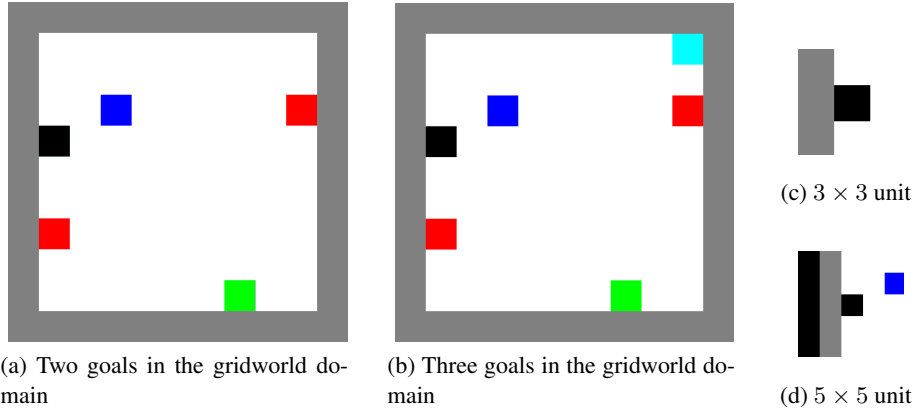 (a) Two goals in the gridworld do-
main
(b) Three goals in the gridworld do-
main
(c) 3 × 3 unit
(d) 5 × 5 unit